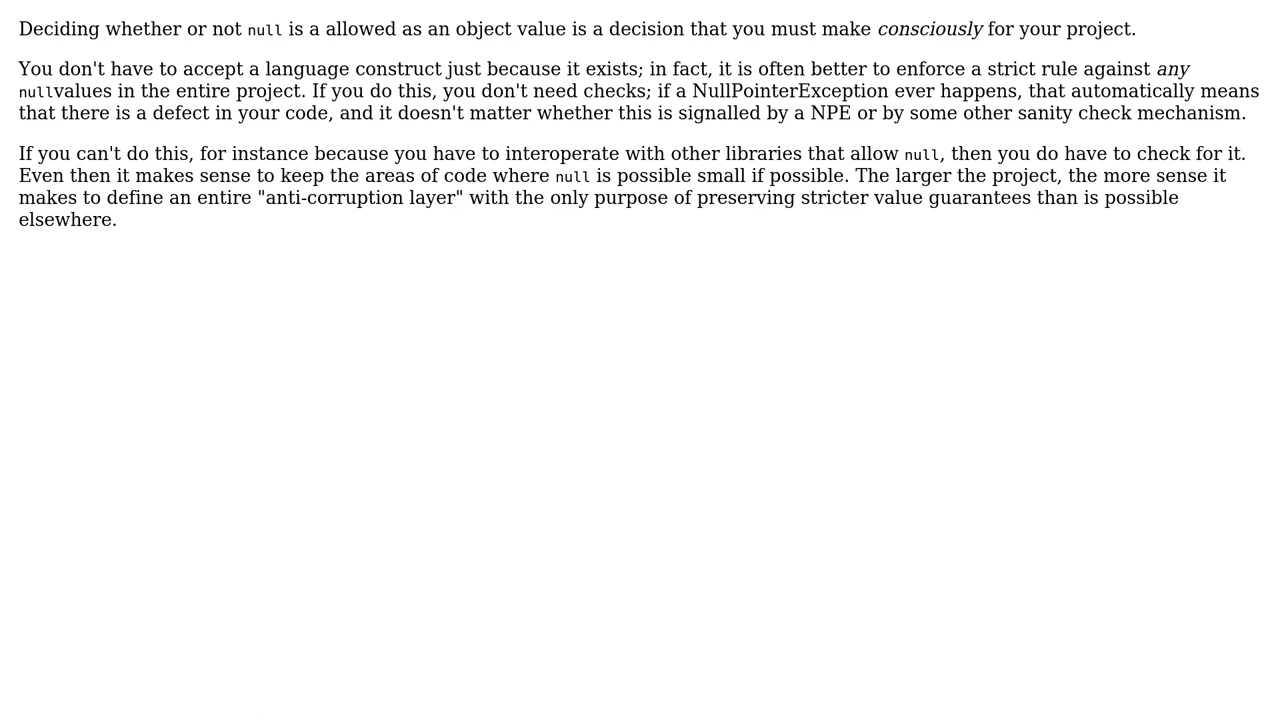 Deciding whether or not null is a allowed as an object value is a decision that you must make consciously for your project.
You don't have to accept a language construct just because it exists; in fact, it is often better to enforce a strict rule against any
nullvalues in the entire project. If you do this, you don't need checks; if a NullPointerException ever happens, that automatically means
that there is a defect in your code, and it doesn't matter whether this is signalled by a NPE or by some other sanity check mechanism.
If you can't do this, for instance because you have to interoperate with other libraries that allow null, then you do have to check for it.
Even then it makes sense to keep the areas of code where null is possible small if possible. The larger the project, the more sense it
makes to define an entire "anti-corruption layer" with the only purpose of preserving stricter value guarantees than is possible
elsewhere.